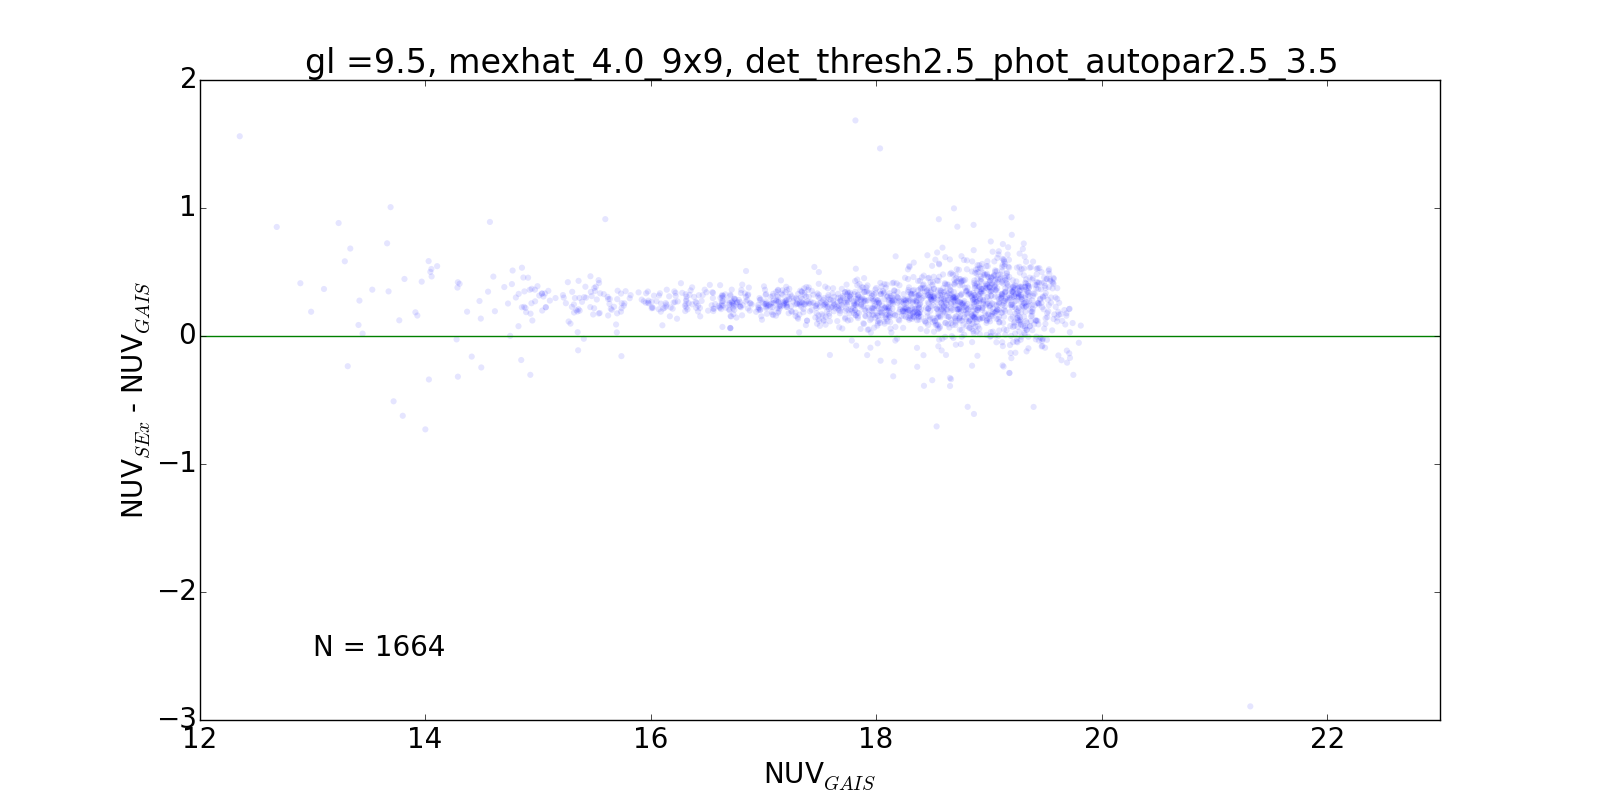 gl =9.5, mexhat_4.0_9x9, det_thresh2.5_phot_autopar2.5_3.5
2
1
0
−1
−2
−3
NUV_SEx - NUV_GAIS
N = 1664
12 14 16 18 20 22
NUV_GAIS